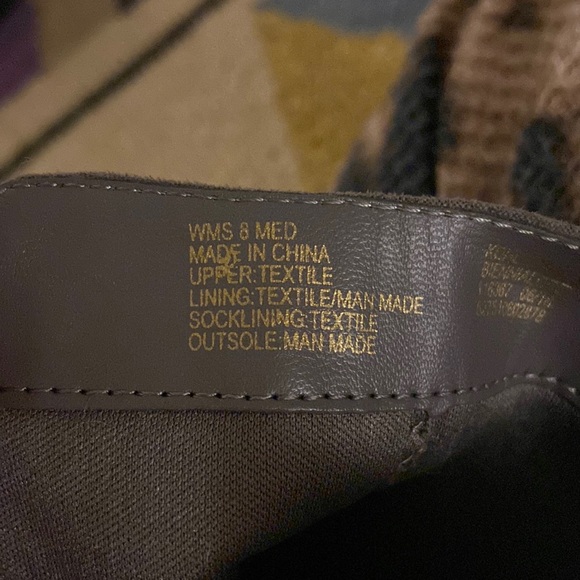 WMS 8 MED
MADE IN CHINA
UPPER:TEXTILE
LINING:TEXTILE/MAN MADE
SOCKLINING:TEXTILE
OUTSOLE:MAN MADE